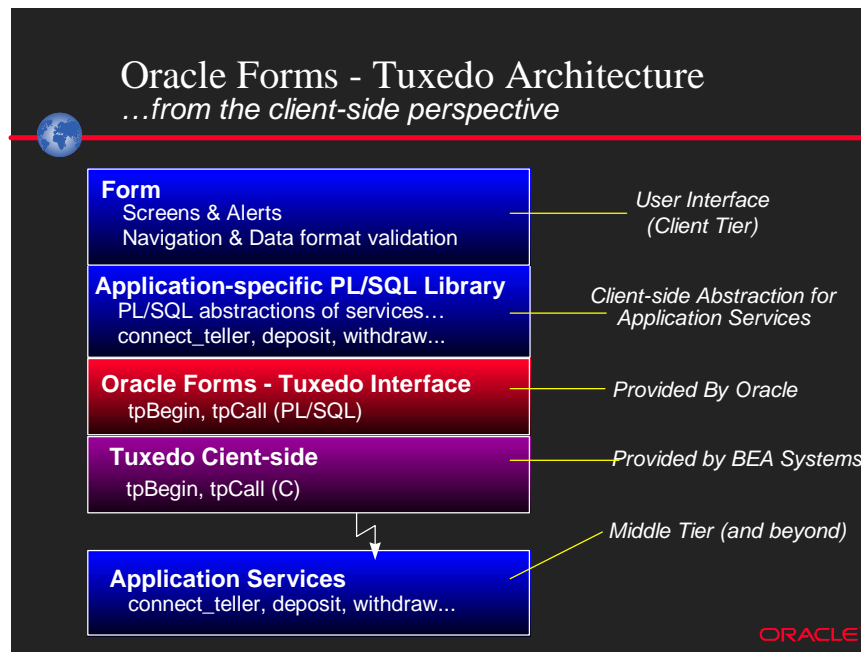 Oracle Forms - Tuxedo Architecture
…from the client-side perspective
Form
Screens & Alerts
Navigation & Data format validation
User Interface
(Client Tier)
Application-specific PL/SQL Library
PL/SQL abstractions of services…
connect_teller, deposit, withdraw...
Client-side Abstraction for
Application Services
Oracle Forms - Tuxedo Interface
tpBegin, tpCall (PL/SQL)
Provided By Oracle
Tuxedo Cient-side
tpBegin, tpCall (C)
Provided by BEA Systems
Middle Tier (and beyond)
Application Services
connect_teller, deposit, withdraw...
ORACLE